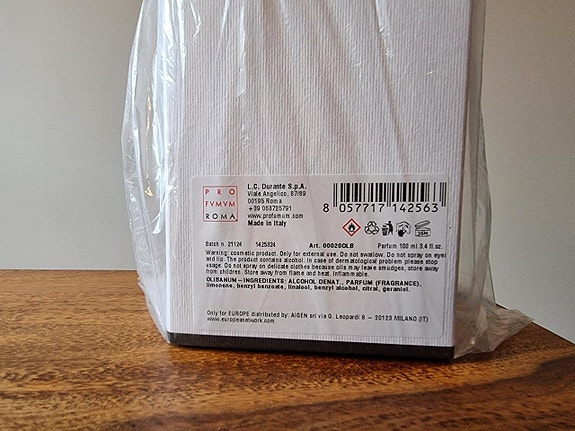 PRO
FVMVM
ROMA
L.C. Durante S.p.A.
Viale Angelico, 87/89
00195 Roma
+39 063725791
www.profumum.com
Made in Italy
8 057717 142563
Batch n. 21124 1425324 Art. 00020OLB Parfum 100 ml 3.4 fl.oz.
Warning: cosmetic product. Only for external use. Do not swallow. Do not spray on eyes
and lip. The product contains alcohol. In case of dermatological problem please stop
usage. Do not spray on delicate clothes because oils may leave smudges, store away
from children. Store away from flame and heat. Inflammable.
OLIBANUM – INGREDIENTS: ALCOHOL DENAT., PARFUM (FRAGRANCE),
limonene, benzyl benzoate, linalool, benzyl alcohol, citral, geraniol.
Only for EUROPE distributed by: AIGEN srl via G. Leopardi 8 – 20123 MILANO (IT)
www.europeanetwork.com